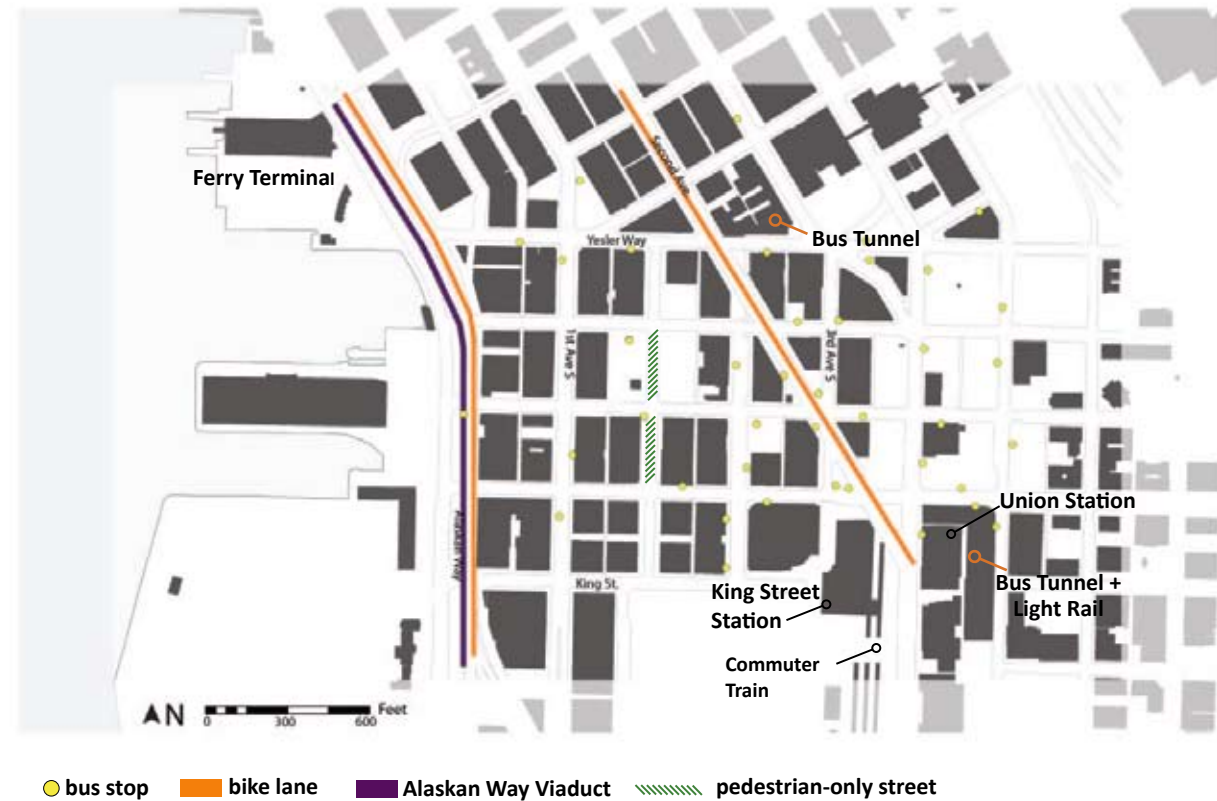 Second Ave.
Ferry Terminal
Bus Tunnel
Yesler Way
1st Ave S
3rd Ave S
Union Station
Alaskan Way
King St.
King Street
Station
Bus Tunnel +
Light Rail
Commuter
Train
N
Feet
0 300 600
bus stop
bike lane
Alaskan Way Viaduct
pedestrian-only street